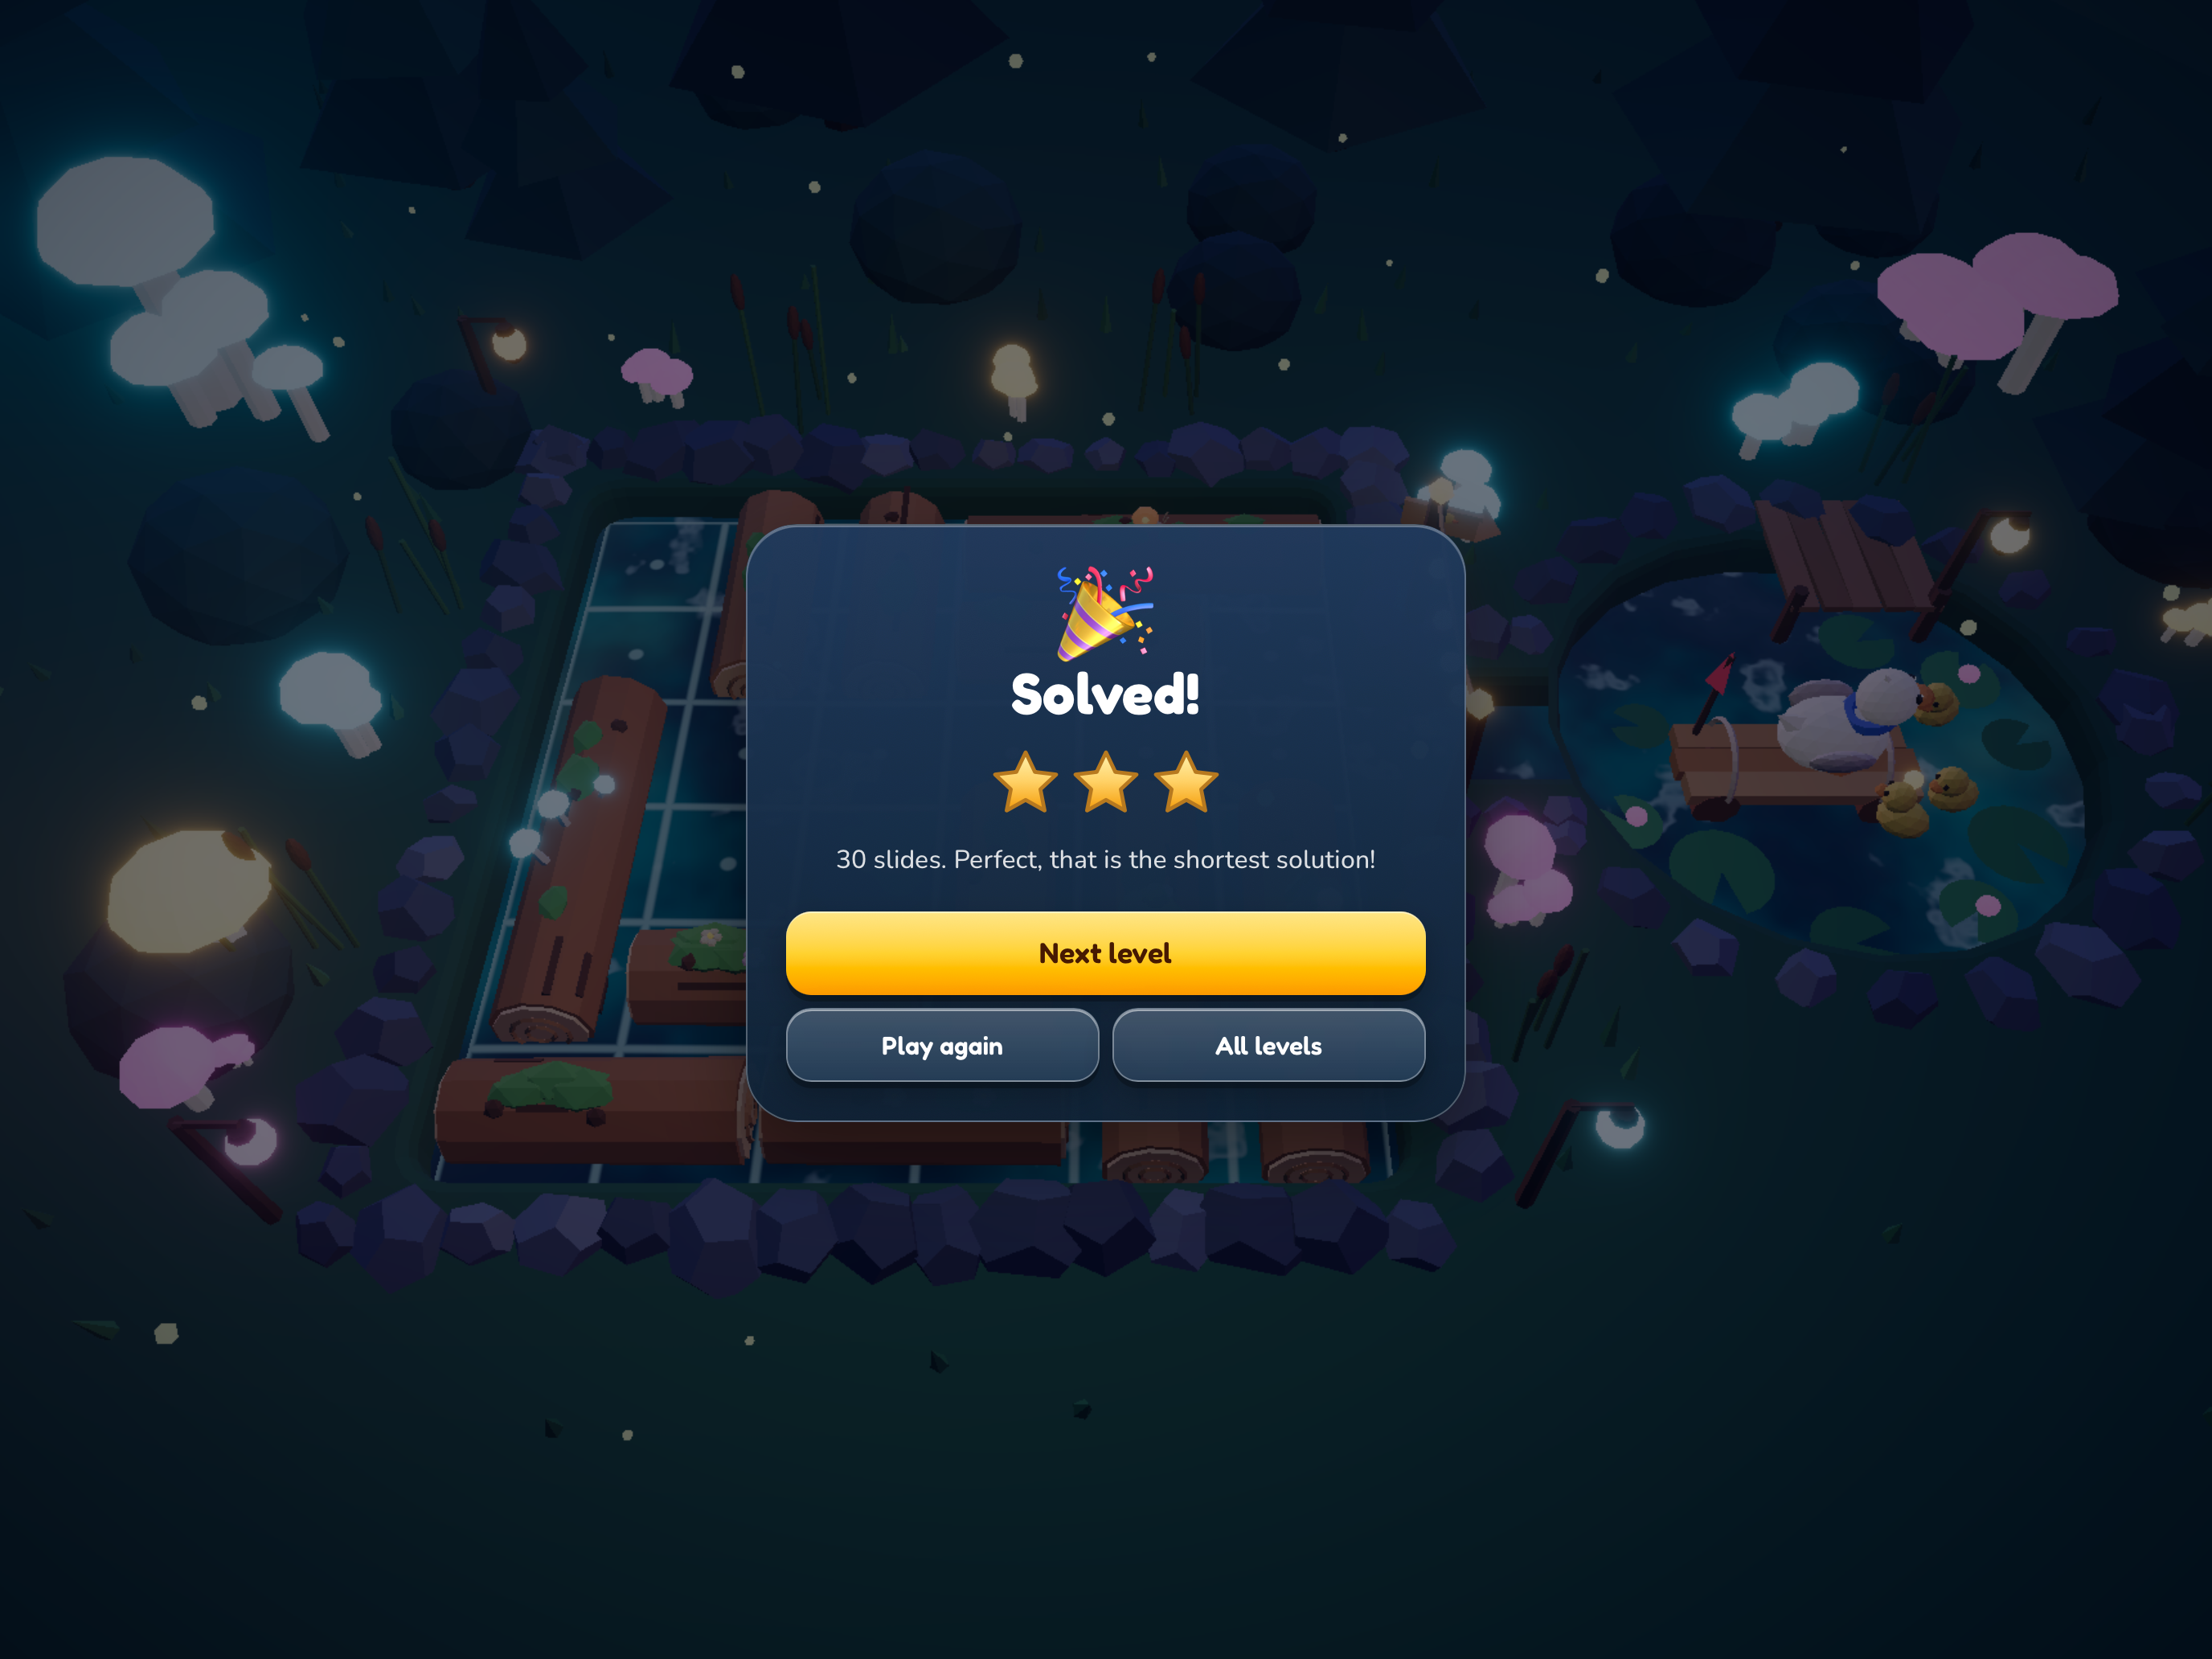 Solved!
30 slides. Perfect, that is the shortest solution!
Next level
Play again
All levels